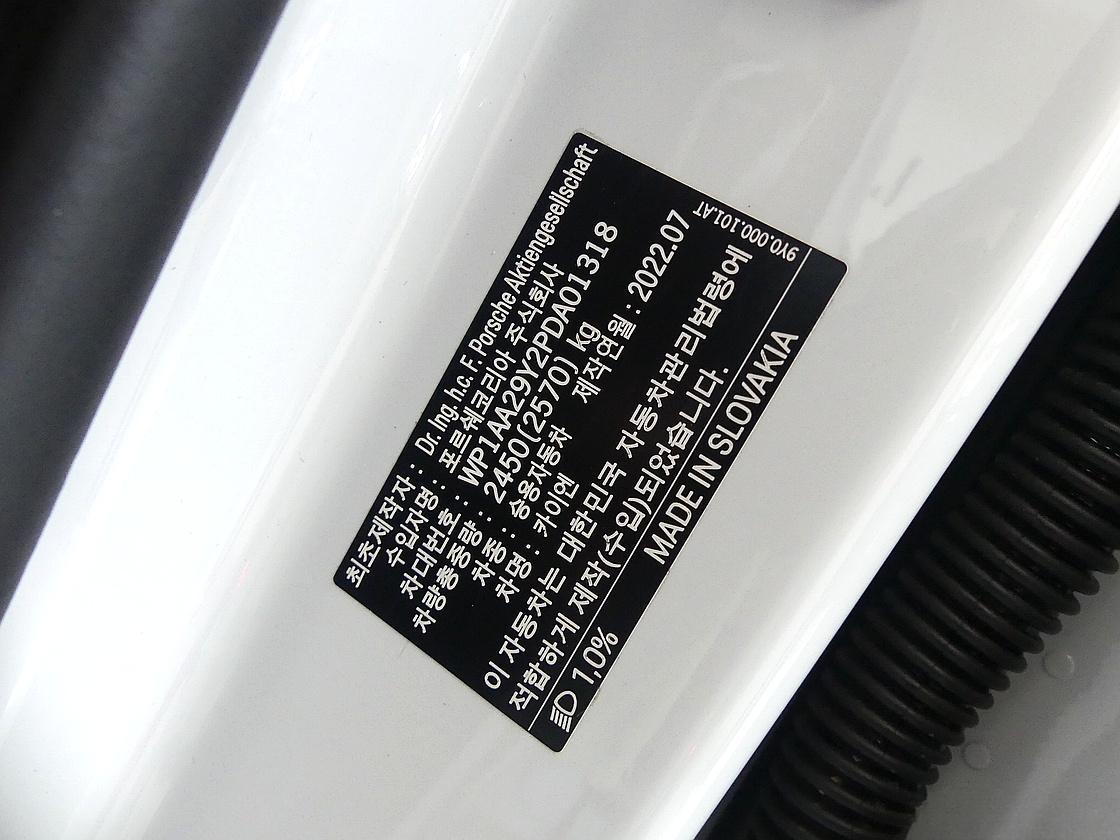 최초제작자 : Dr. Ing. h.c. F. Porsche Aktiengesellschaft
수입자명 : 포르쉐코리아 주식회사
차대번호 : WP1AA29Y2PDA01318
차량총중량 : 2450(2570) kg
차종 : 승용자동차 제작연월 : 2022.07
차명 : 카이엔
이 자동차는 대한민국 자동차관리법령에
적합하게 제작(수입)되었습니다.
1,0% MADE IN SLOVAKIA
9Y0.000.101.AT